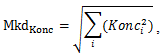 Mkd_Konc = √∑_i (Konc_i^2) ,